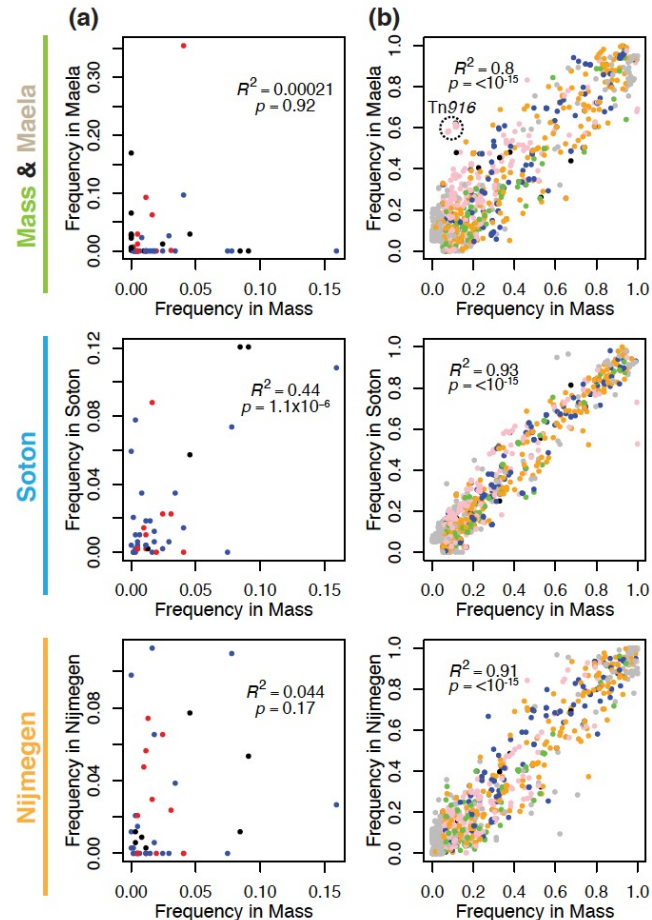 (a)
(b)
Mass & Maela
Frequency in Maela
0.00 0.10 0.20 0.30
R² = 0.00021
p = 0.92
0.00 0.05 0.10 0.15
Frequency in Mass
Frequency in Maela
0.0 0.2 0.4 0.6 0.8 1.0
R² = 0.8
p = <10⁻¹⁵
Tn916
0.0 0.2 0.4 0.6 0.8 1.0
Frequency in Mass
Soton
Frequency in Soton
0.00 0.04 0.08 0.12
R² = 0.44
p = 1.1x10⁻⁶
0.00 0.05 0.10 0.15
Frequency in Mass
Frequency in Soton
0.0 0.2 0.4 0.6 0.8 1.0
R² = 0.93
p = <10⁻¹⁵
0.0 0.2 0.4 0.6 0.8 1.0
Frequency in Mass
Nijmegen
Frequency in Nijmegen
0.00 0.04 0.08
R² = 0.044
p = 0.17
0.00 0.05 0.10 0.15
Frequency in Mass
Frequency in Nijmegen
0.0 0.2 0.4 0.6 0.8 1.0
R² = 0.91
p = <10⁻¹⁵
0.0 0.2 0.4 0.6 0.8 1.0
Frequency in Mass